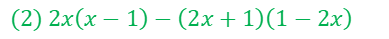 (2) 2x(x − 1) − (2x + 1)(1 − 2x)